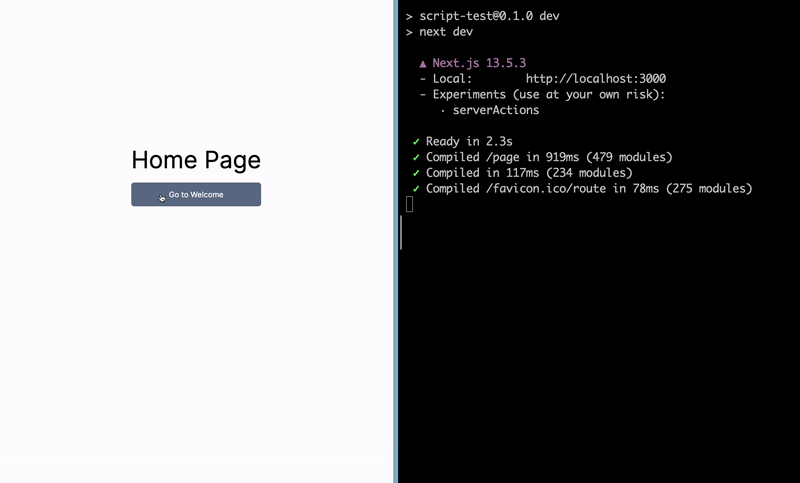 Home Page
Go to Welcome
> script-test@0.1.0 dev
> next dev
▲ Next.js 13.5.3
- Local: http://localhost:3000
- Experiments (use at your own risk):
· serverActions
✓ Ready in 2.3s
✓ Compiled /page in 919ms (479 modules)
✓ Compiled in 117ms (234 modules)
✓ Compiled /favicon.ico/route in 78ms (275 modules)